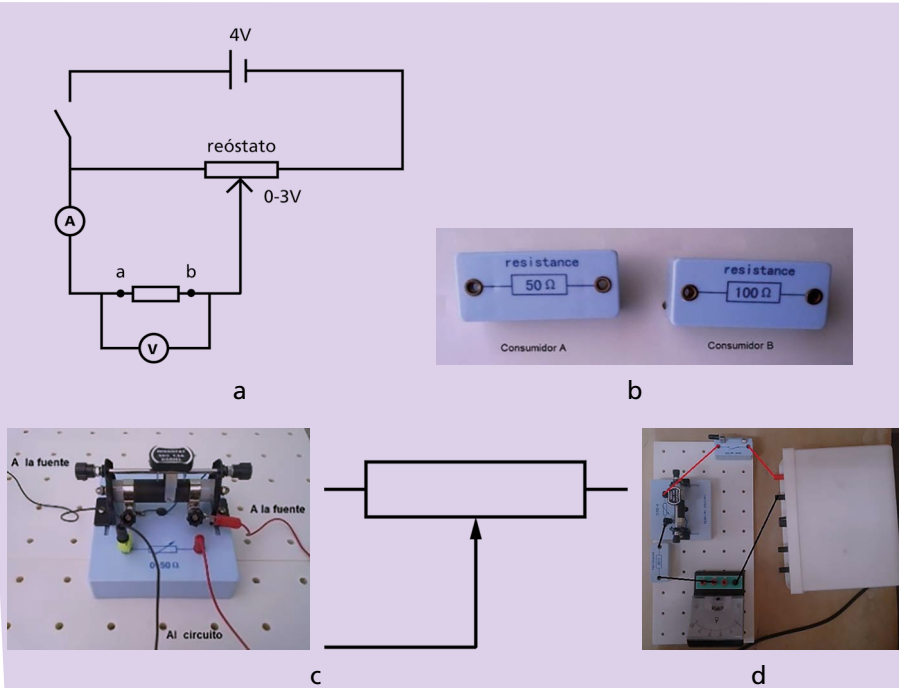 4V
reóstato
0-3V
A
a
b
V
a
resistance
50 Ω
Consumidor A
resistance
100 Ω
Consumidor B
b
A la fuente
A la fuente
0-50 Ω
Al circuito
c
d